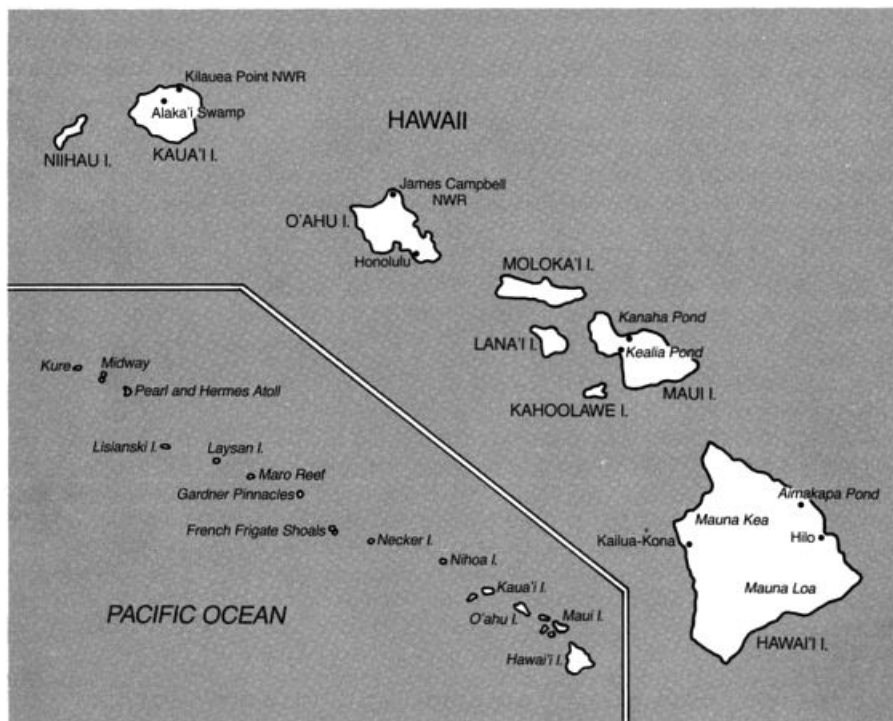 Kilauea Point NWR
Alaka'i Swamp
NIIHAU I.
KAUA'I I.
HAWAII
James Campbell
NWR
O'AHU I.
Honolulu
MOLOKA'I I.
Kanaha Pond
LANA'I I.
Kealia Pond
KAHOOLAWE I.
MAUI I.
Aimakapa Pond
Mauna Kea
Kailua-Kona
Hilo
Mauna Loa
HAWAI'I I.
Kure
Midway
Pearl and Hermes Atoll
Lisianski I.
Laysan I.
Maro Reef
Gardner Pinnacles
French Frigate Shoals
Necker I.
Nihoa I.
Kaua'i I.
O'ahu I.
Maui I.
Hawai'i I.
PACIFIC OCEAN